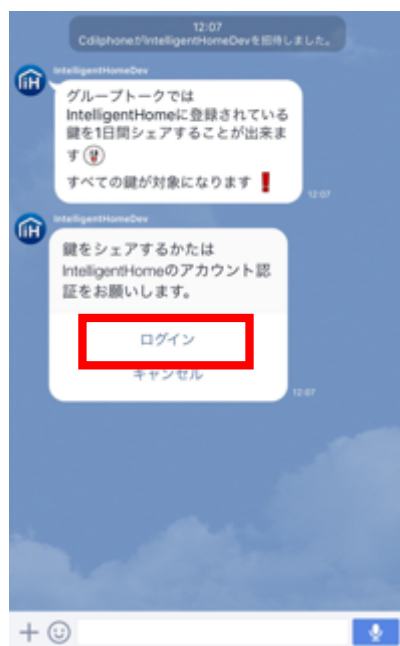 12:07
CdiIphoneがIntelligentHomeDevを招待しました。
IntelligentHomeDev
グループトークでは
IntelligentHomeに登録されている
鍵を1日間シェアすることが出来ま
す
すべての鍵が対象になります❗
12:07
IntelligentHomeDev
iH
鍵をシェアするかたは
IntelligentHomeのアカウント認
証をお願いします。
ログイン
キャンセル
12:07